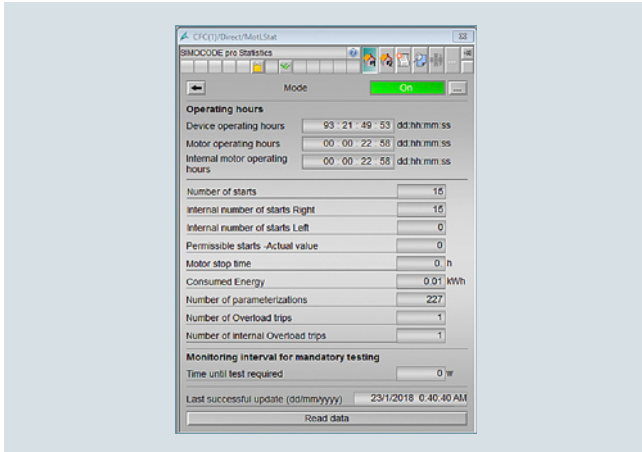 CFC(1)/Direct/MotLStat
SIMOCODE pro Statistics
Mode On ...
Operating hours
Device operating hours 93 : 21 : 49 : 53 dd:hh:mm:ss
Motor operating hours 00 : 00 : 22 : 58 dd:hh:mm:ss
Internal motor operating hours 00 : 00 : 22 : 58 dd:hh:mm:ss
Number of starts 15
Internal number of starts Right 15
Internal number of starts Left 0
Permissible starts -Actual value 0
Motor stop time 0. h
Consumed Energy 0.01 kWh
Number of parameterizations 227
Number of Overload trips 1
Number of internal Overload trips 1
Monitoring interval for mandatory testing
Time until test required 0 w
Last successful update (dd/mm/yyyy) 23/1/2018 0:40:40 AM
Read data